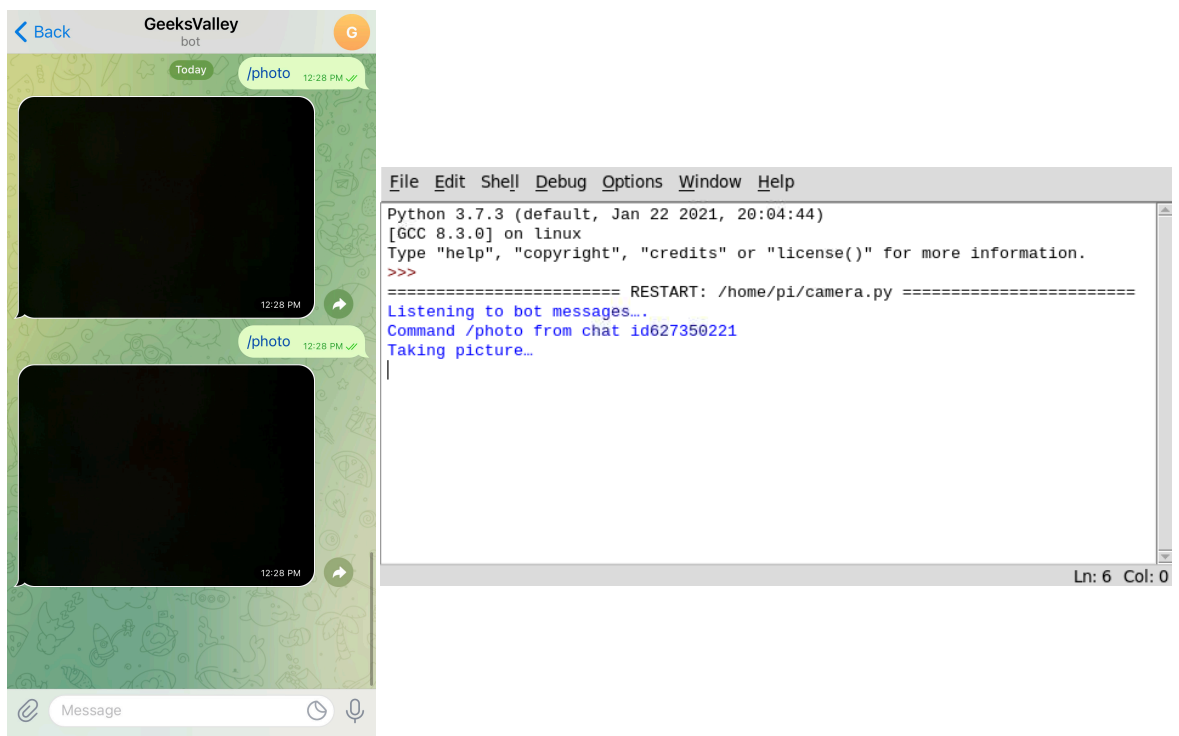 Back
GeeksValley
bot
G
Today
/photo 12:28 PM
12:28 PM
/photo 12:28 PM
12:28 PM
Message
File Edit Shell Debug Options Window Help
Python 3.7.3 (default, Jan 22 2021, 20:04:44)
[GCC 8.3.0] on linux
Type "help", "copyright", "credits" or "license()" for more information.
>>>
======================== RESTART: /home/pi/camera.py ========================
Listening to bot messages….
Command /photo from chat id627350221
Taking picture…
Ln: 6 Col: 0